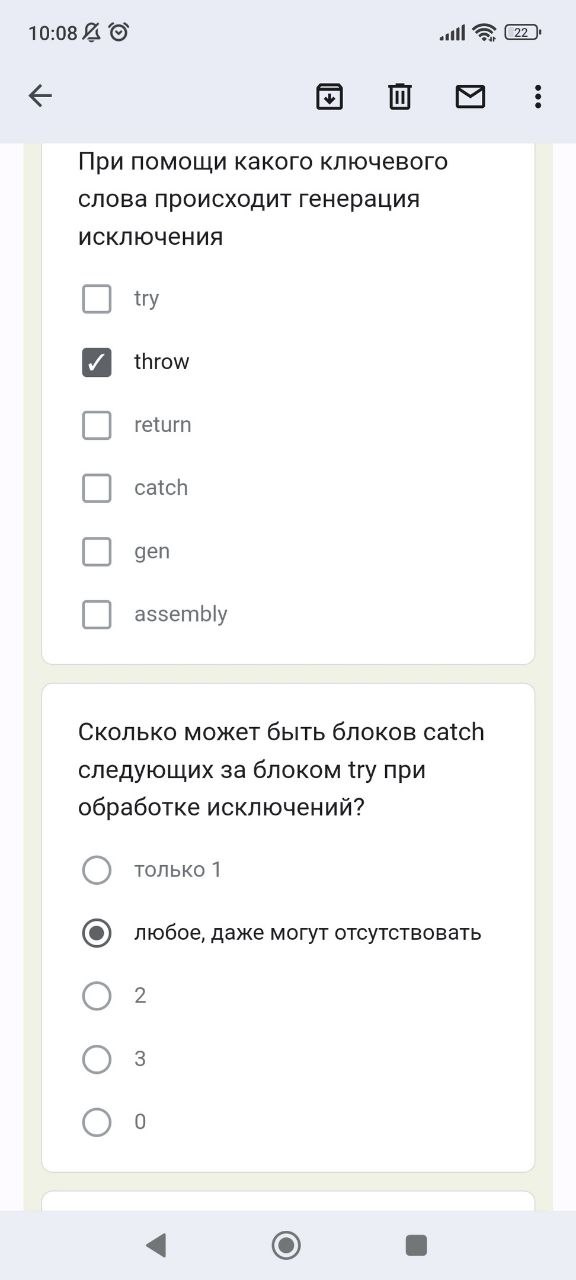 10:08
22
При помощи какого ключевого
слова происходит генерация
исключения
try
throw
return
catch
gen
assembly
Сколько может быть блоков catch
следующих за блоком try при
обработке исключений?
только 1
любое, даже могут отсутствовать
2
3
0